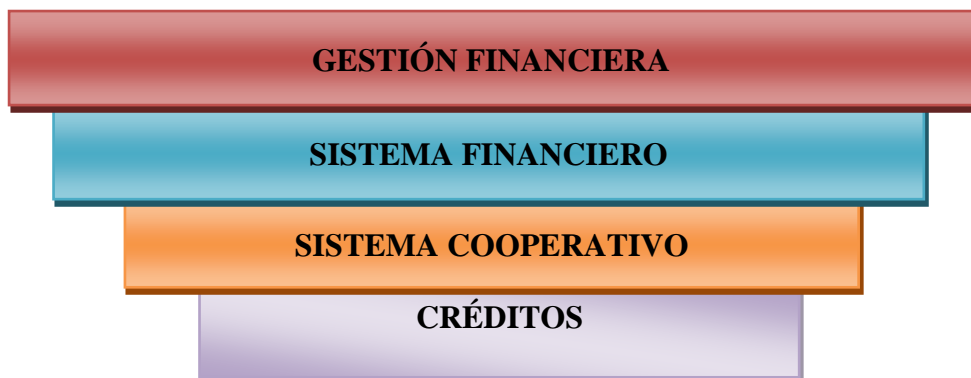 GESTIÓN FINANCIERA
SISTEMA FINANCIERO
SISTEMA COOPERATIVO
CRÉDITOS